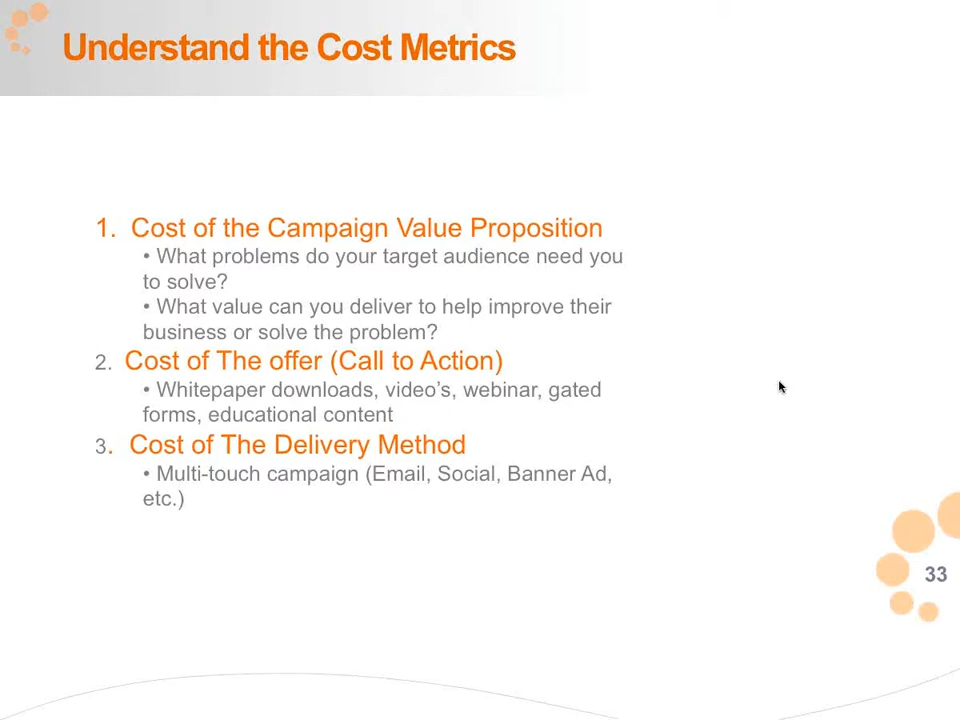 Understand the Cost Metrics
1. Cost of the Campaign Value Proposition
• What problems do your target audience need you
to solve?
• What value can you deliver to help improve their
business or solve the problem?
2. Cost of The offer (Call to Action)
• Whitepaper downloads, video’s, webinar, gated
forms, educational content
3. Cost of The Delivery Method
• Multi-touch campaign (Email, Social, Banner Ad,
etc.)
33